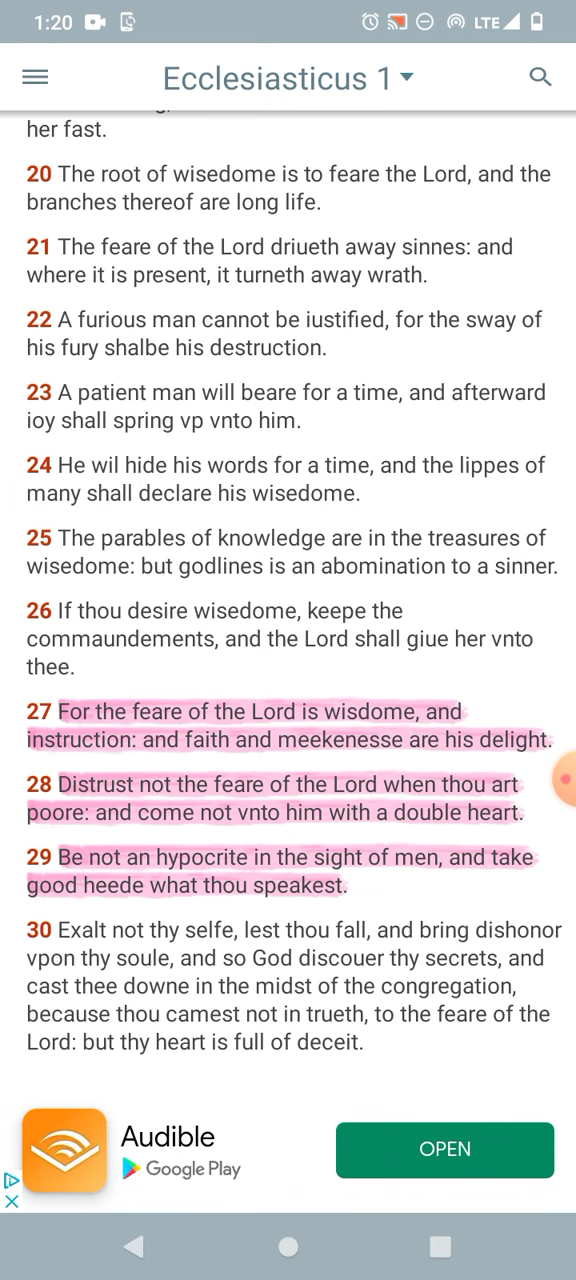 1:20
LTE
Ecclesiasticus 1
her fast.
20 The root of wisedome is to feare the Lord, and the
branches thereof are long life.
21 The feare of the Lord driueth away sinnes: and
where it is present, it turneth away wrath.
22 A furious man cannot be iustified, for the sway of
his fury shalbe his destruction.
23 A patient man will beare for a time, and afterward
ioy shall spring vp vnto him.
24 He wil hide his words for a time, and the lippes of
many shall declare his wisedome.
25 The parables of knowledge are in the treasures of
wisedome: but godlines is an abomination to a sinner.
26 If thou desire wisedome, keepe the
commaundements, and the Lord shall giue her vnto
thee.
27 For the feare of the Lord is wisdome, and
instruction: and faith and meekenesse are his delight.
28 Distrust not the feare of the Lord when thou art
poore: and come not vnto him with a double heart.
29 Be not an hypocrite in the sight of men, and take
good heede what thou speakest.
30 Exalt not thy selfe, lest thou fall, and bring dishonor
vpon thy soule, and so God discouer thy secrets, and
cast thee downe in the midst of the congregation,
because thou camest not in trueth, to the feare of the
Lord: but thy heart is full of deceit.
Audible
Google Play
OPEN